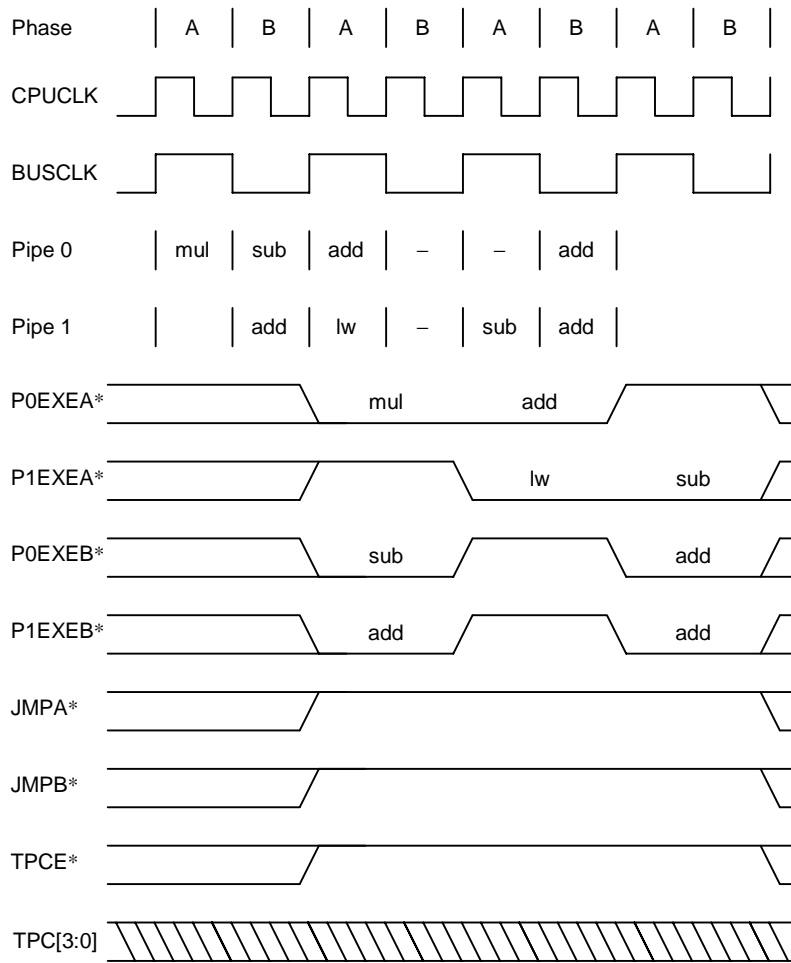 Phase A B A B A B A B
CPUCLK
BUSCLK
Pipe 0 mul sub add – – add
Pipe 1 add lw – sub add
P0EXEA* mul add
P1EXEA* lw sub
P0EXEB* sub add
P1EXEB* add add
JMPA*
JMPB*
TPCE*
TPC[3:0]